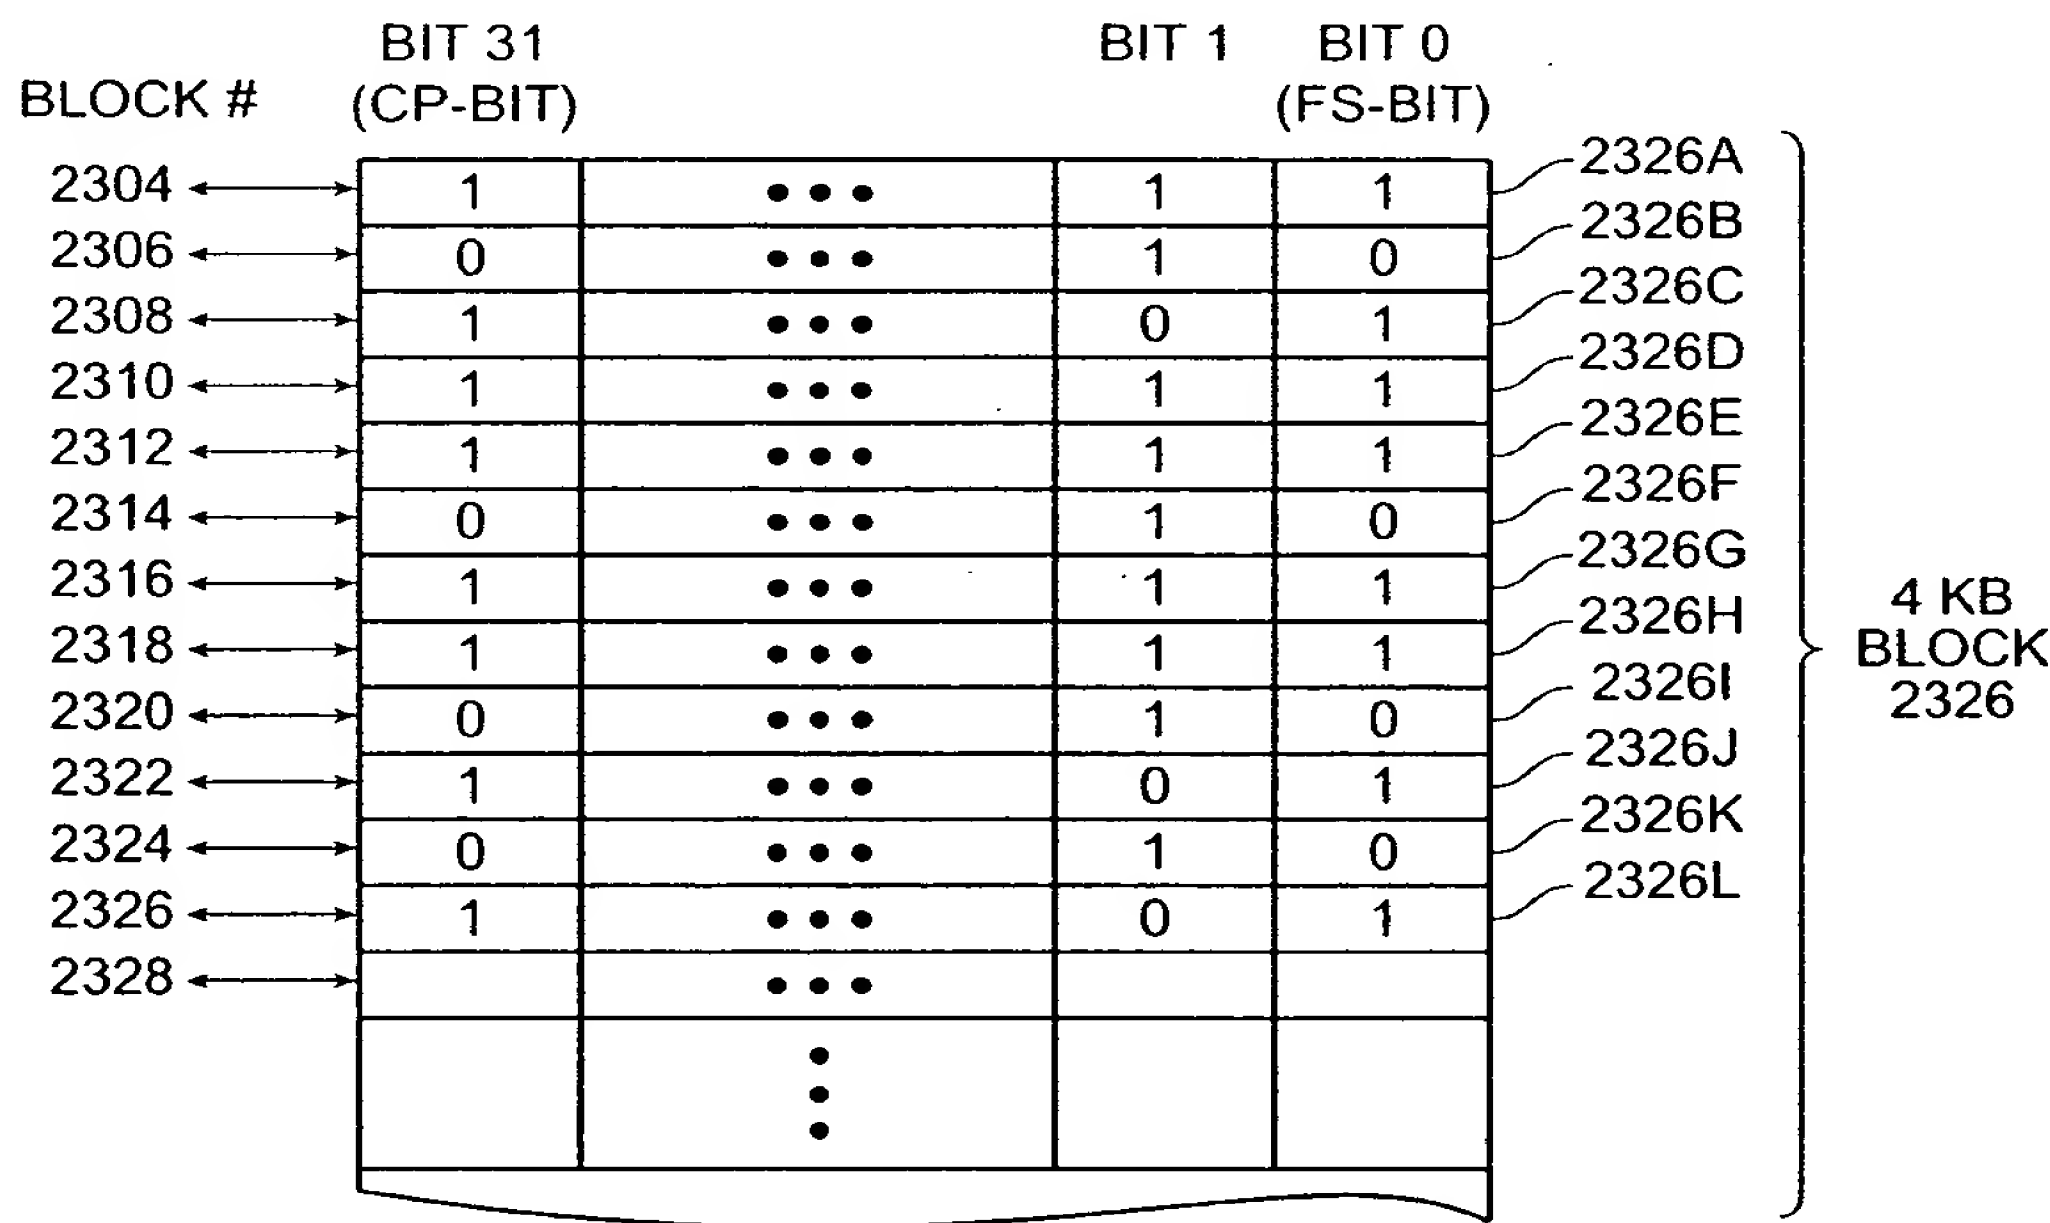 BIT 31 BIT 1 BIT 0
BLOCK # (CP-BIT) (FS-BIT)
2304 1 ••• 1 1 2326A
2306 0 ••• 1 0 2326B
2308 1 ••• 0 1 2326C
2310 1 ••• 1 1 2326D
2312 1 ••• 1 1 2326E
2314 0 ••• 1 0 2326F
2316 1 ••• 1 1 2326G
2318 1 ••• 1 1 2326H
2320 0 ••• 1 0 2326I
2322 1 ••• 0 1 2326J
2324 0 ••• 1 0 2326K
2326 1 ••• 0 1 2326L
2328 •••
4 KB
BLOCK
2326